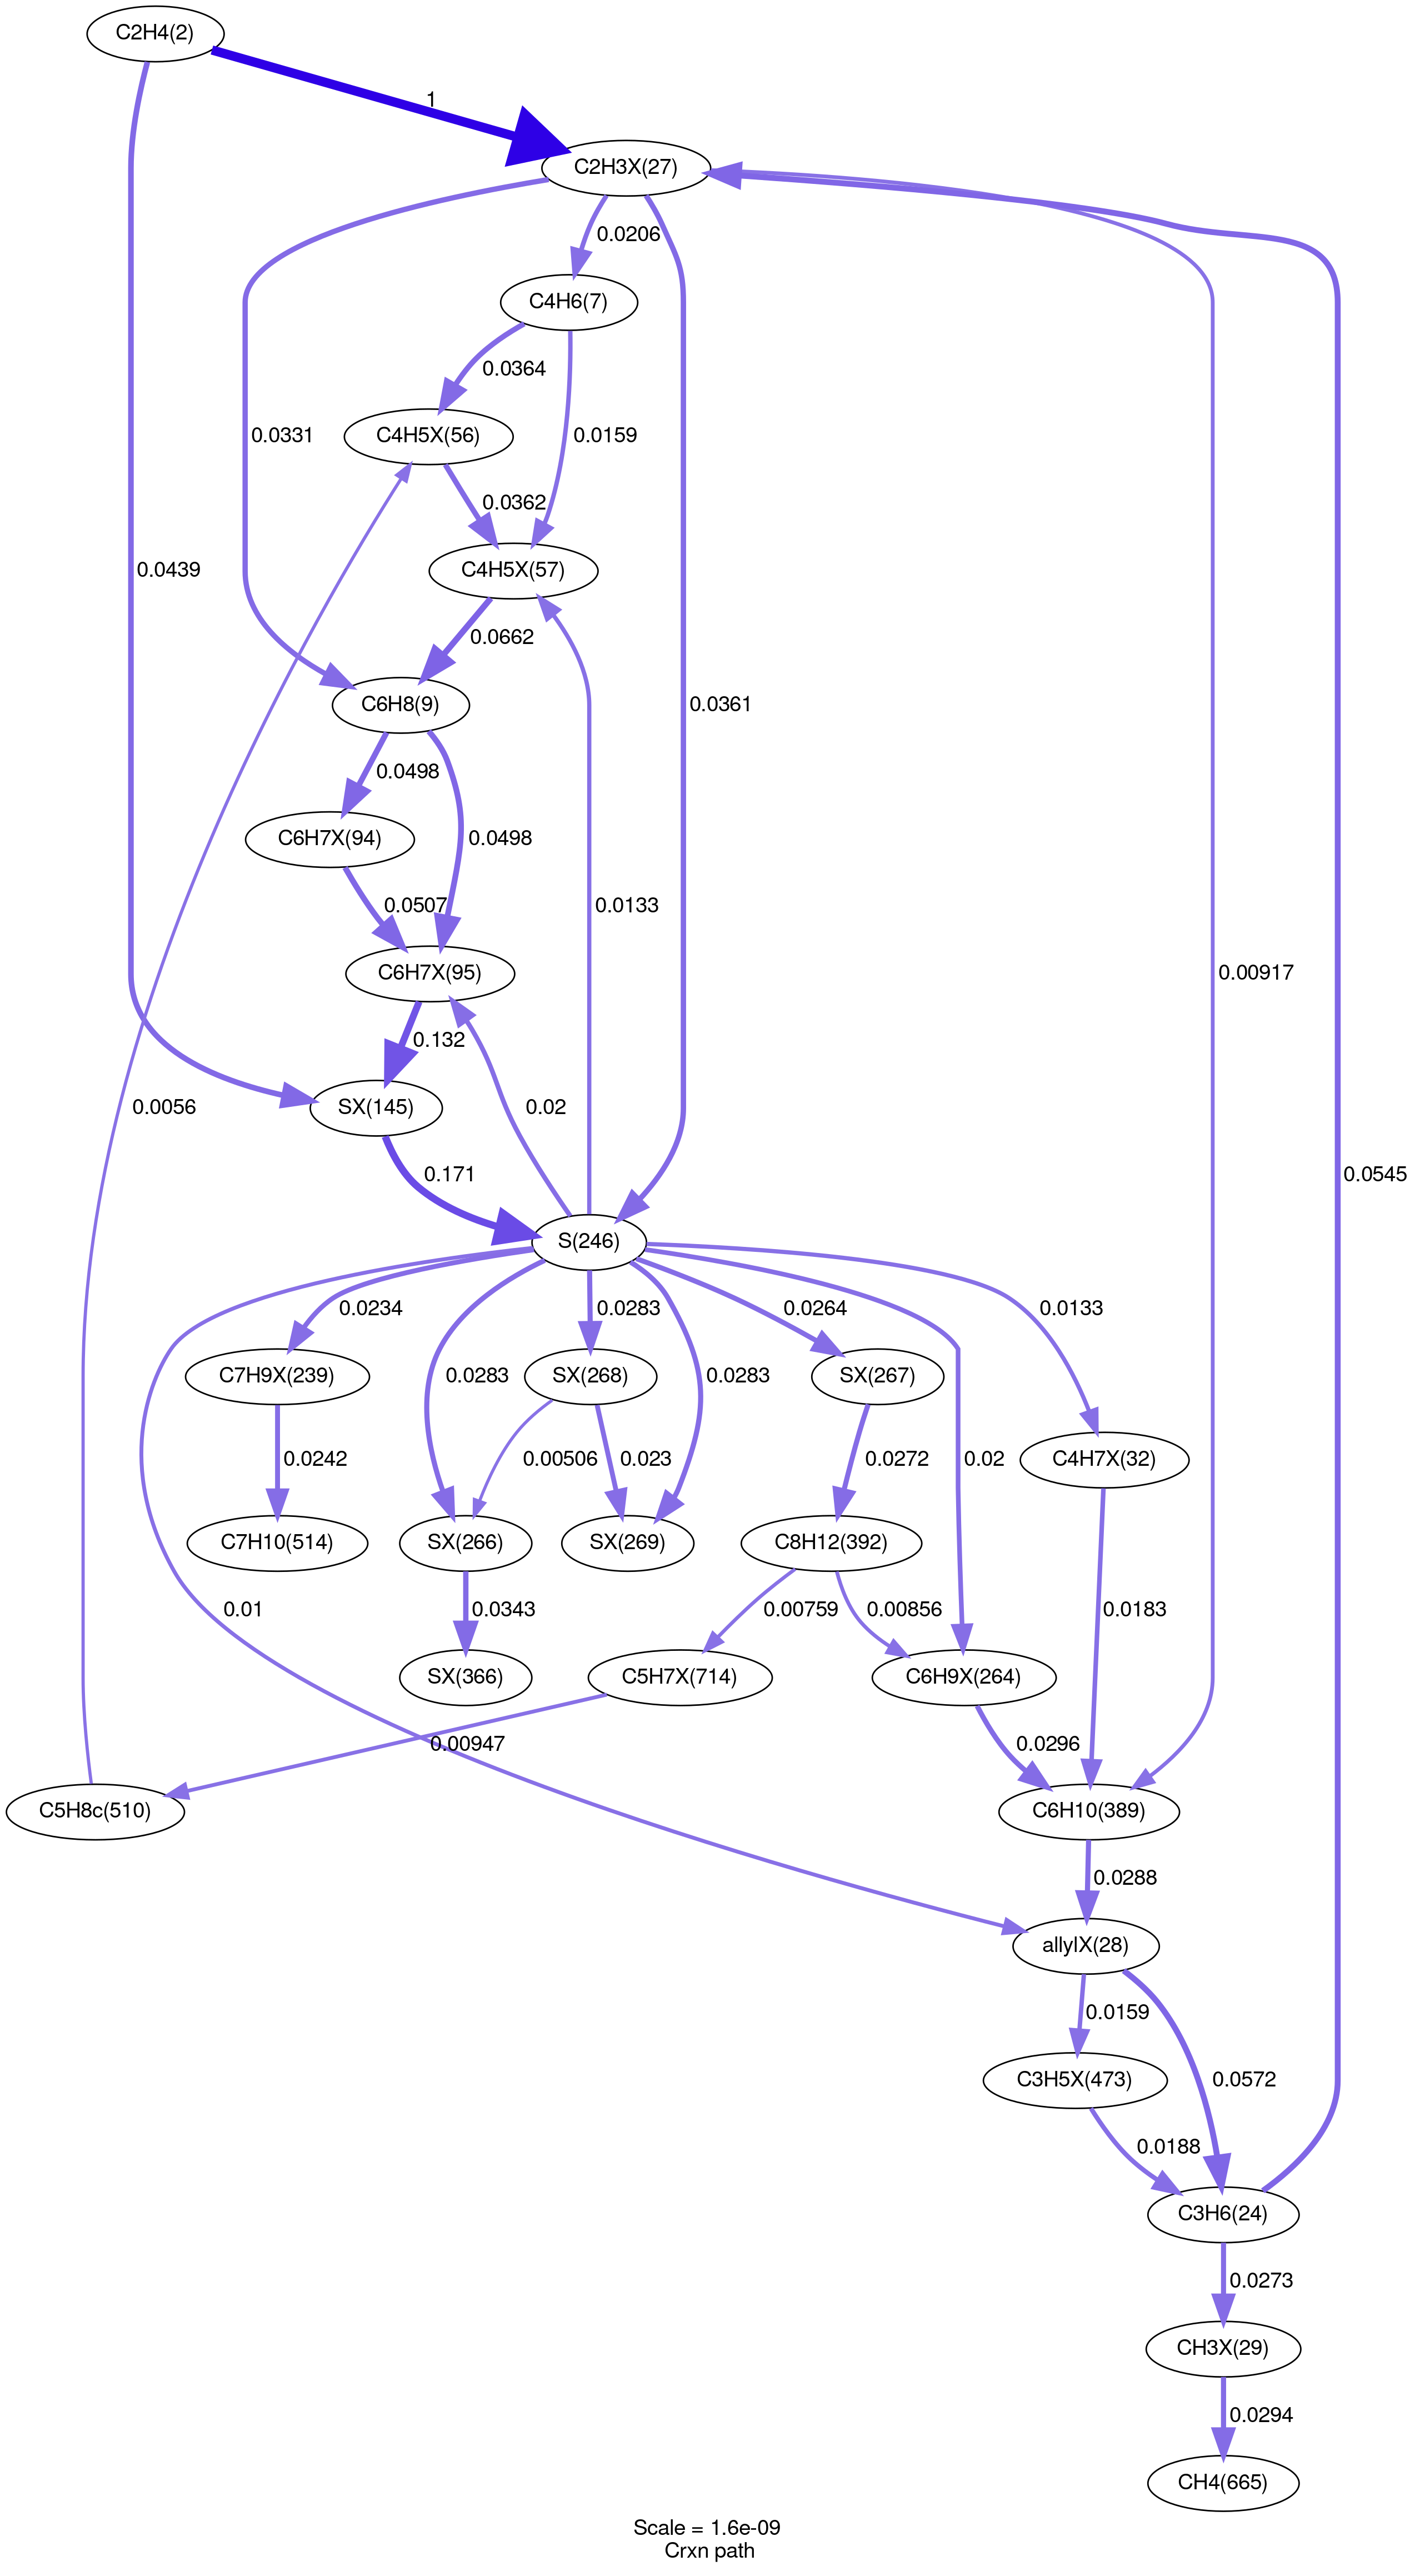 C2H4(2)
1
C2H3X(27)
0.0206
C4H6(7)
0.0364
C4H5X(56)
0.0331
0.0159
0.0362
0.0439
C4H5X(57)
0.0662
C6H8(9)
0.0361
0.0498
C6H7X(94)
0.0498
0.0507
0.0133
C6H7X(95)
0.00917
0.132
SX(145)
0.0056
0.02
0.171
0.0545
S(246)
0.0234
0.0283
0.0264
0.0133
C7H9X(239)
0.0283
SX(268)
0.0283
SX(267)
0.0242
0.00506
0.023
0.0272
0.02
C4H7X(32)
C7H10(514)
SX(266)
SX(269)
C8H12(392)
0.01
0.0343
0.00759
0.00856
0.0183
SX(366)
C5H7X(714)
C6H9X(264)
0.00947
0.0296
C5H8c(510)
C6H10(389)
0.0288
allylX(28)
0.0159
0.0572
C3H5X(473)
0.0188
C3H6(24)
0.0273
CH3X(29)
0.0294
CH4(665)
Scale = 1.6e-09
Crxn path